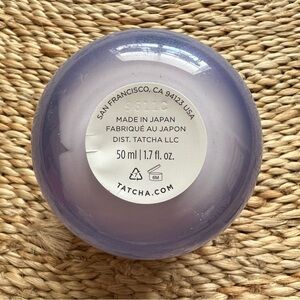 SAN FRANCISCO, CA 94123 USA
MADE IN JAPAN
FABRIQUÉ AU JAPON
DIST. TATCHA LLC
50 ml | 1.7 fl. oz.
TATCHA.COM